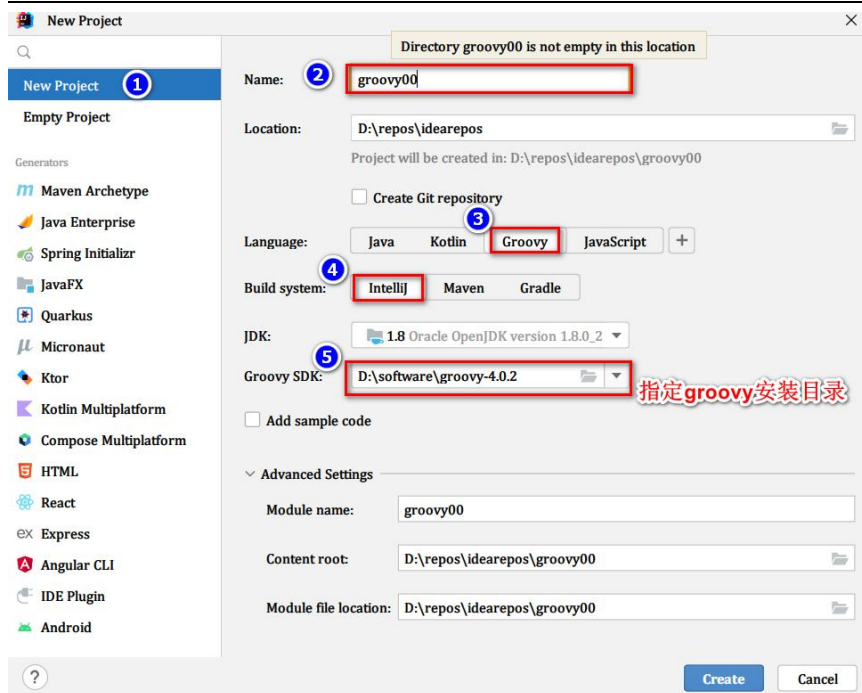 New Project
Directory groovy00 is not empty in this location
New Project 1
Empty Project
Generators
Maven Archetype
Java Enterprise
Spring Initializr
JavaFX
Quarkus
Micronaut
Ktor
Kotlin Multiplatform
Compose Multiplatform
HTML
React
ex Express
Angular CLI
IDE Plugin
Android
Name: 2 groovy00
Location: D:\repos\idearepos
Project will be created in: D:\repos\idearepos\groovy00
Create Git repository
3
Language: Java Kotlin Groovy JavaScript +
4
Build system: IntelliJ Maven Gradle
JDK: 1.8 Oracle OpenJDK version 1.8.0_2
5
Groovy SDK: D:\software\groovy-4.0.2
指定groovy安装目录
Add sample code
Advanced Settings
Module name: groovy00
Content root: D:\repos\idearepos\groovy00
Module file location: D:\repos\idearepos\groovy00
? Create Cancel